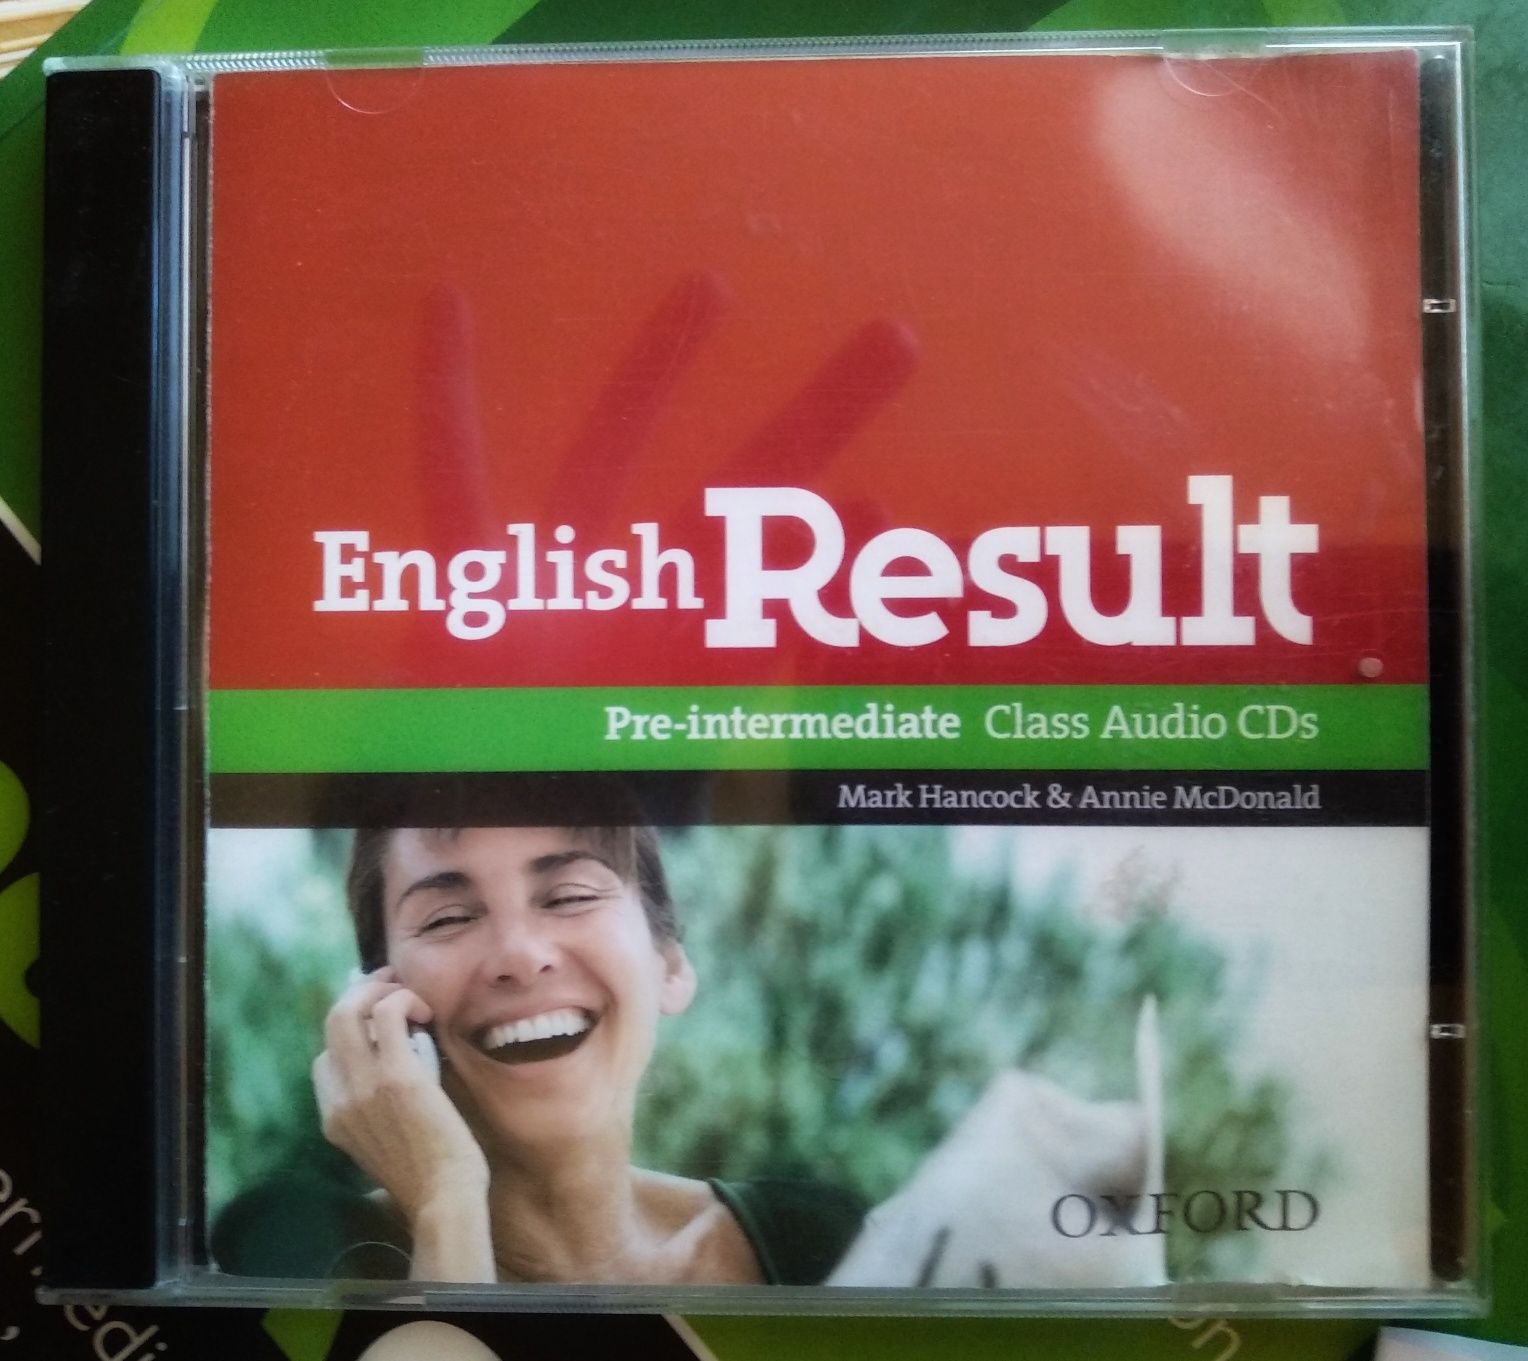 English Result
Pre-intermediate Class Audio CDs
Mark Hancock & Annie McDonald
OXFORD